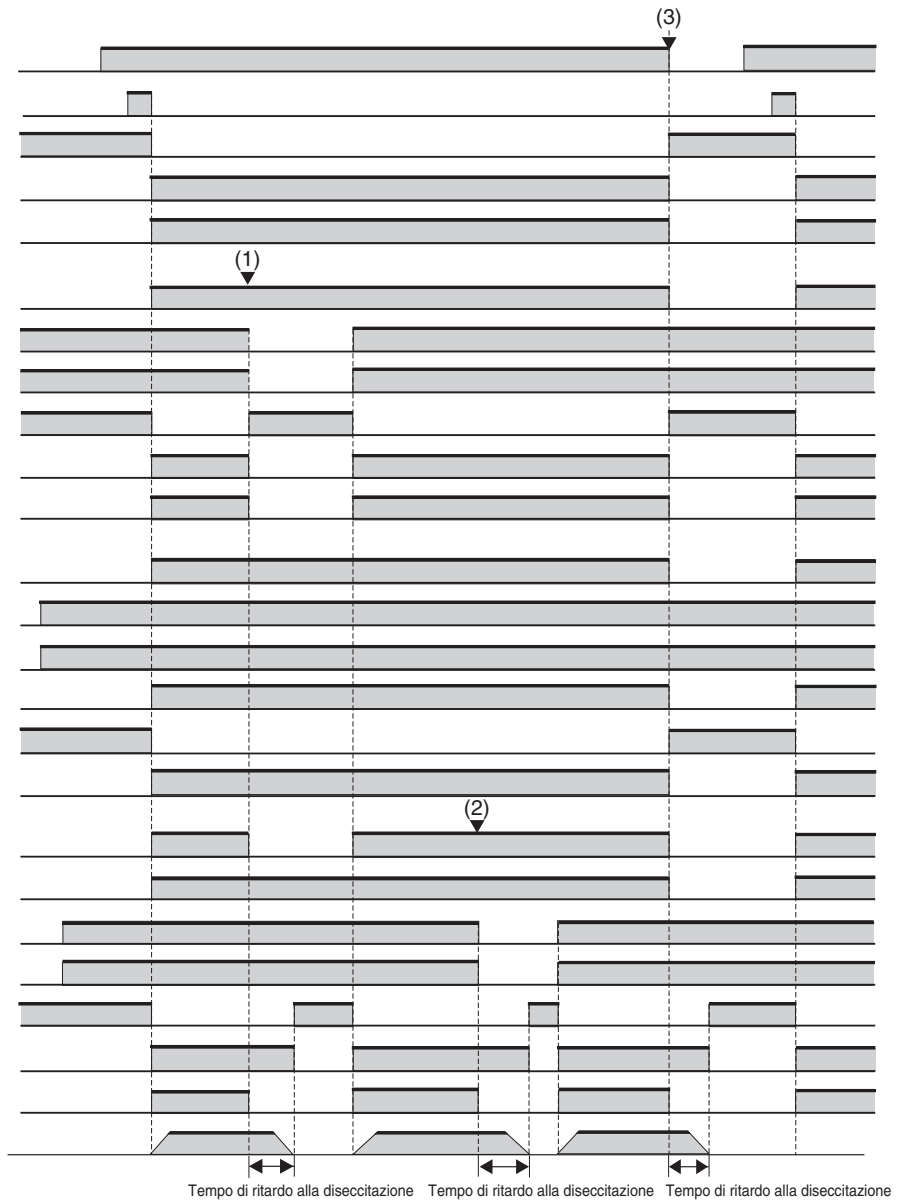 (3)
(1)
(2)
Tempo di ritardo alla diseccitazione Tempo di ritardo alla diseccitazione Tempo di ritardo alla diseccitazione